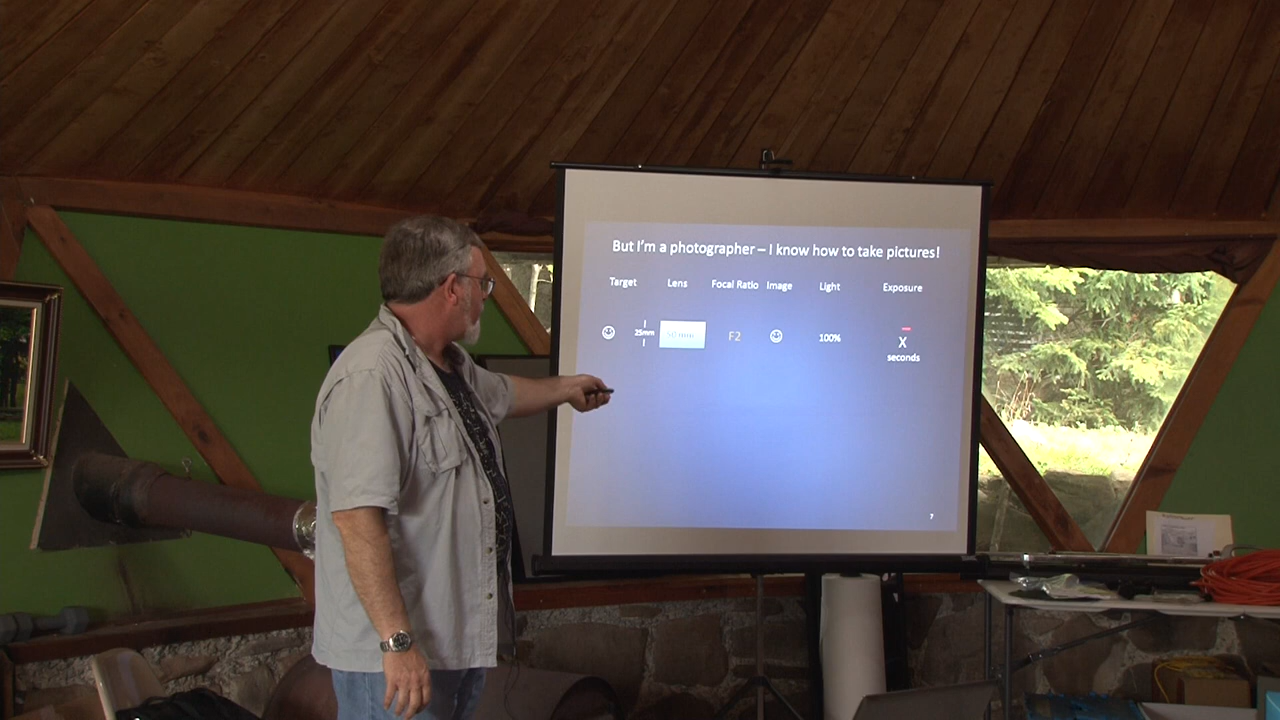 But I'm a photographer – I know how to take pictures!
Target Lens Focal Ratio Image Light Exposure
25mm 50mm F2 100% X
seconds
7